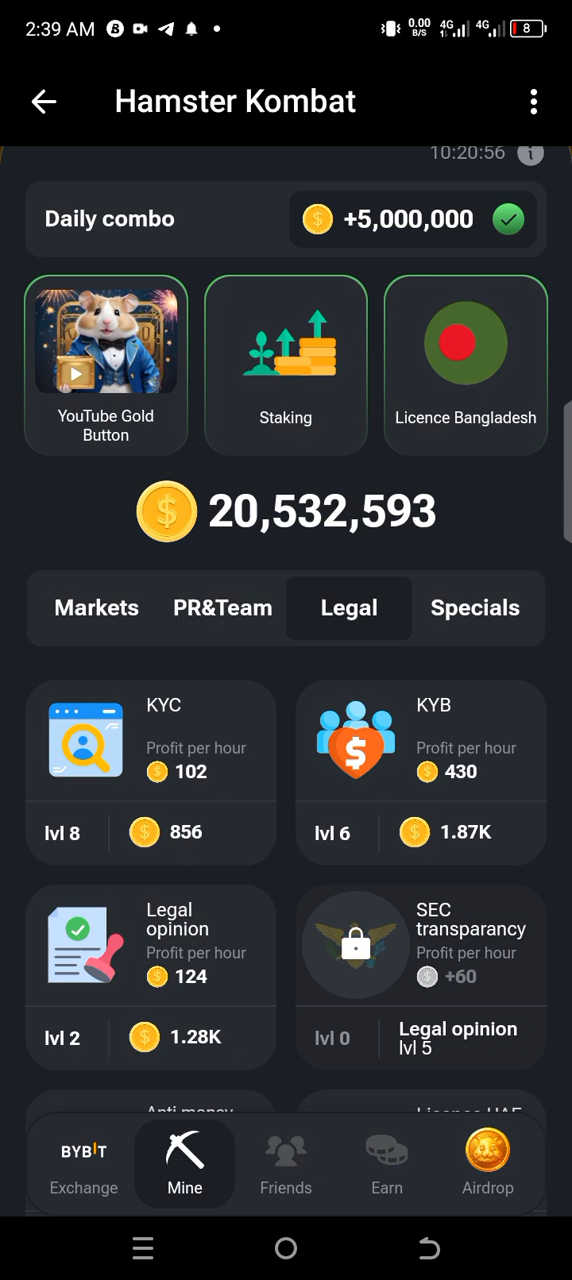 2:39 AM
0.00
B/S
4G
4G
8
Hamster Kombat
10:20:56
Daily combo
+5,000,000
YouTube Gold
Button
Staking
Licence Bangladesh
20,532,593
Markets PR&Team Legal Specials
KYC
Profit per hour
102
lvl 8
856
KYB
Profit per hour
430
lvl 6
1.87K
Legal
opinion
Profit per hour
124
lvl 2
1.28K
SEC
transparancy
Profit per hour
+60
lvl 0
Legal opinion
lvl 5
Anti money
Licence UAE
BYBIT
Exchange
Mine
Friends
Earn
Airdrop